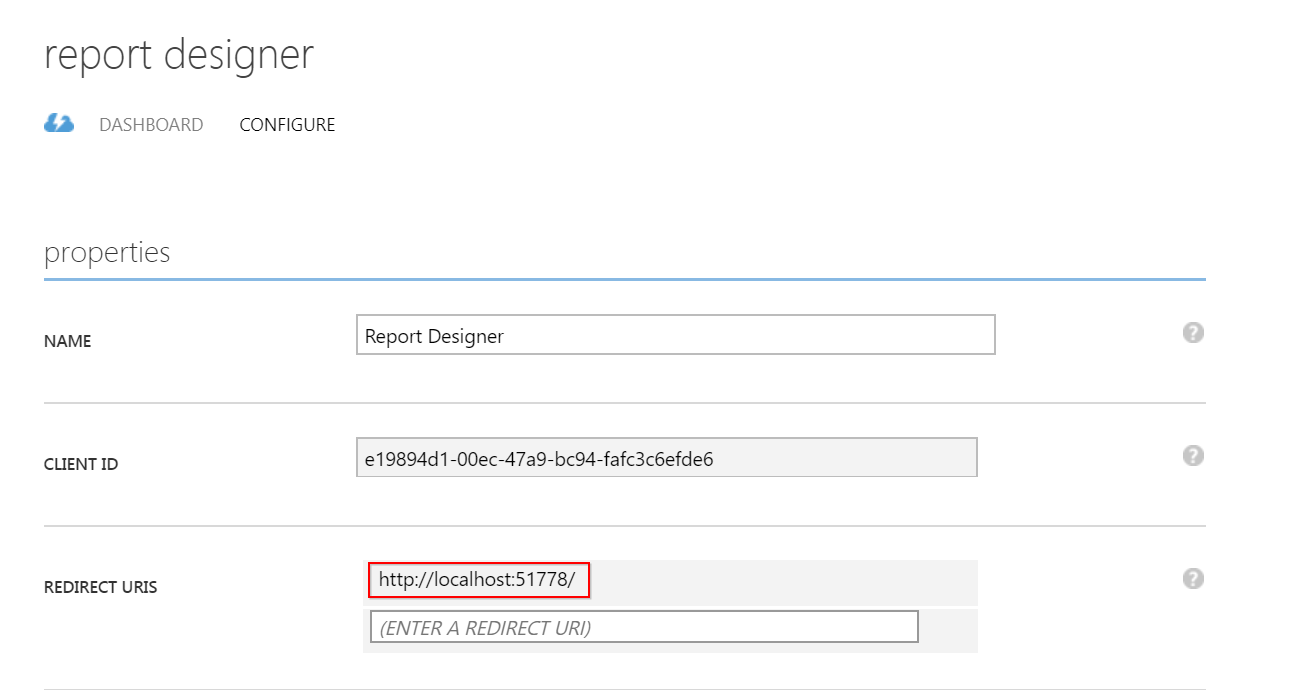 report designer
DASHBOARD CONFIGURE
properties
NAME Report Designer ?
CLIENT ID e19894d1-00ec-47a9-bc94-fafc3c6efde6 ?
REDIRECT URIS http://localhost:51778/ ?
(ENTER A REDIRECT URI)